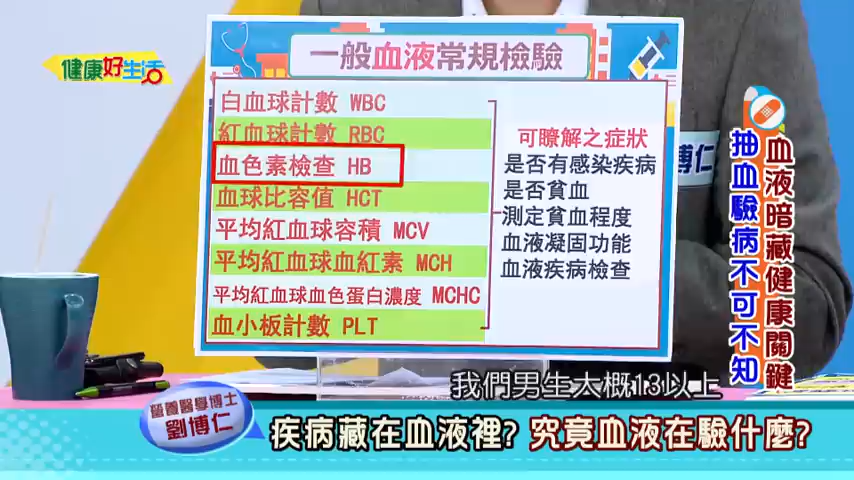 健康好生活
一般血液常規檢驗
白血球計數 WBC
紅血球計數 RBC
血色素檢查 HB
血球比容值 HCT
平均紅血球容積 MCV
平均紅血球血紅素 MCH
平均紅血球血色蛋白濃度 MCHC
血小板計數 PLT
可瞭解之症狀
是否有感染疾病
是否貧血
測定貧血程度
血液凝固功能
血液疾病檢查
博仁
血液暗藏健康關鍵
抽血驗病不可不知
我們男生大概13以上
營養醫學博士
劉博仁
疾病藏在血液裡? 究竟血液在驗什麼?